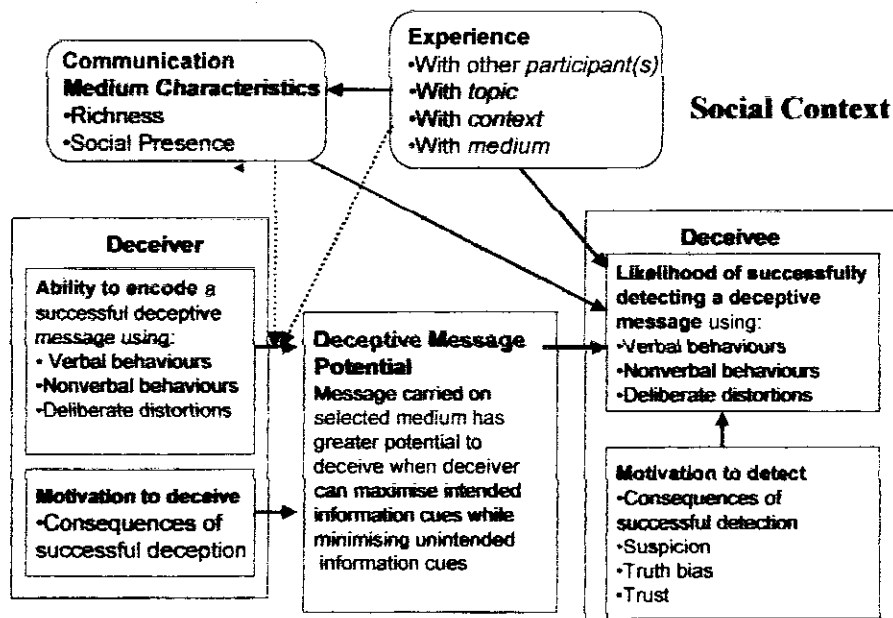 Communication
Medium Characteristics
•Richness
•Social Presence
Experience
•With other participant(s)
•With topic
•With context
•With medium
Social Context
Deceiver
Ability to encode a
successful deceptive
message using:
• Verbal behaviours
•Nonverbal behaviours
•Deliberate distortions
Motivation to deceive
•Consequences of
successful deception
Deceptive Message
Potential
Message carried on
selected medium has
greater potential to
deceive when deceiver
can maximise intended
information cues while
minimising unintended
information cues
Deceivee
Likelihood of successfully
detecting a deceptive
message using:
•Verbal behaviours
•Nonverbal behaviours
•Deliberate distortions
Motivation to detect
•Consequences of
successful detection
•Suspicion
•Truth bias
•Trust